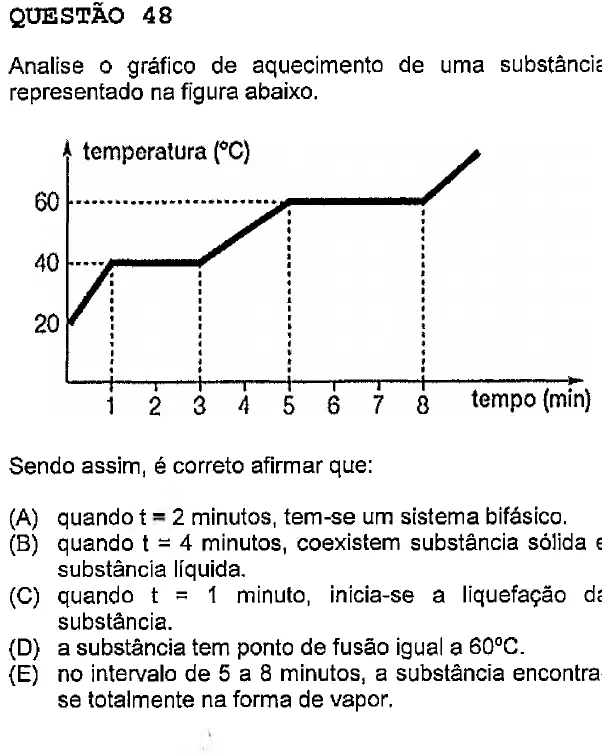 QUESTÃO 48
Analise o gráfico de aquecimento de uma substância
representado na figura abaixo.
temperatura (ºC)
60
40
20
1 2 3 4 5 6 7 8 tempo (min)
Sendo assim, é correto afirmar que:
(A) quando t = 2 minutos, tem-se um sistema bifásico.
(B) quando t = 4 minutos, coexistem substância sólida e
substância líquida.
(C) quando t = 1 minuto, inicia-se a liquefação da
substância.
(D) a substância tem ponto de fusão igual a 60ºC.
(E) no intervalo de 5 a 8 minutos, a substância encontra-
se totalmente na forma de vapor.